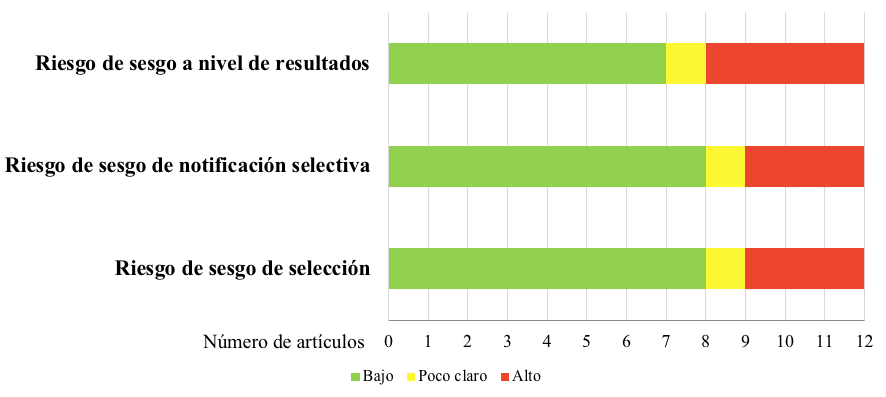 Riesgo de sesgo a nivel de resultados
Riesgo de sesgo de notificación selectiva
Riesgo de sesgo de selección
Número de artículos 0 1 2 3 4 5 6 7 8 9 10 11 12
Bajo Poco claro Alto